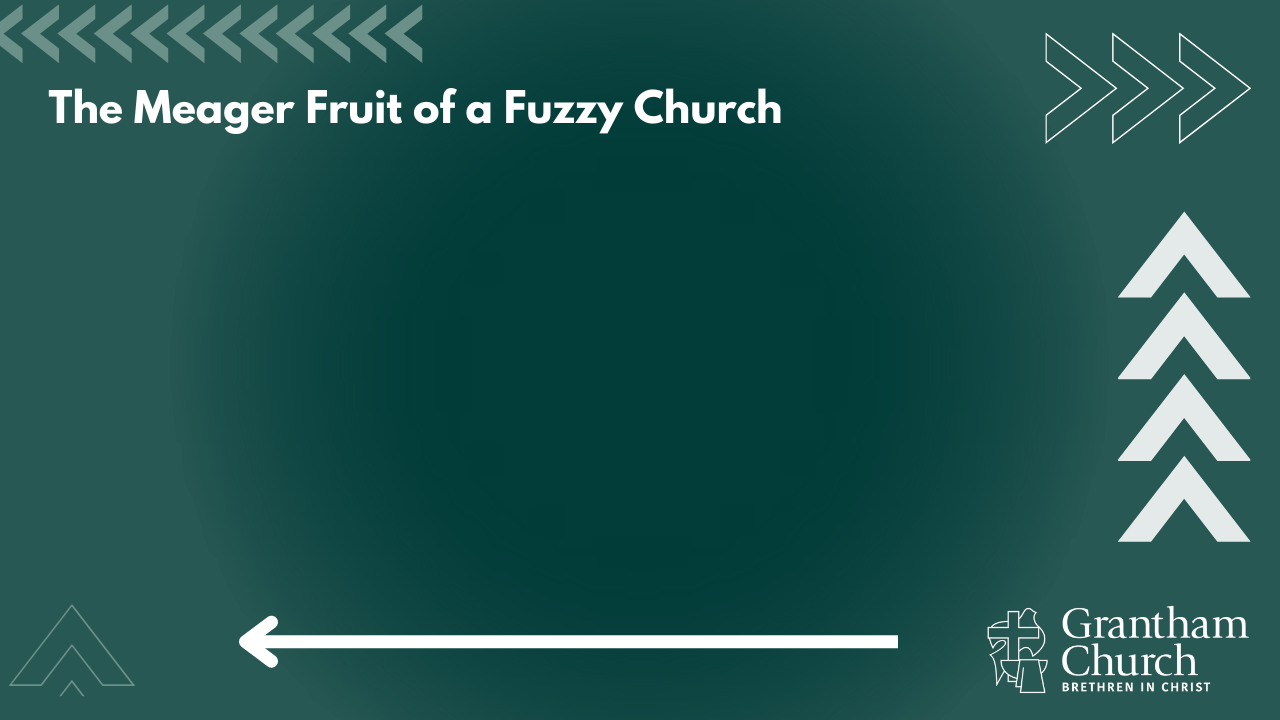 The Meager Fruit of a Fuzzy Church
Grantham
Church
BRETHREN IN CHRIST